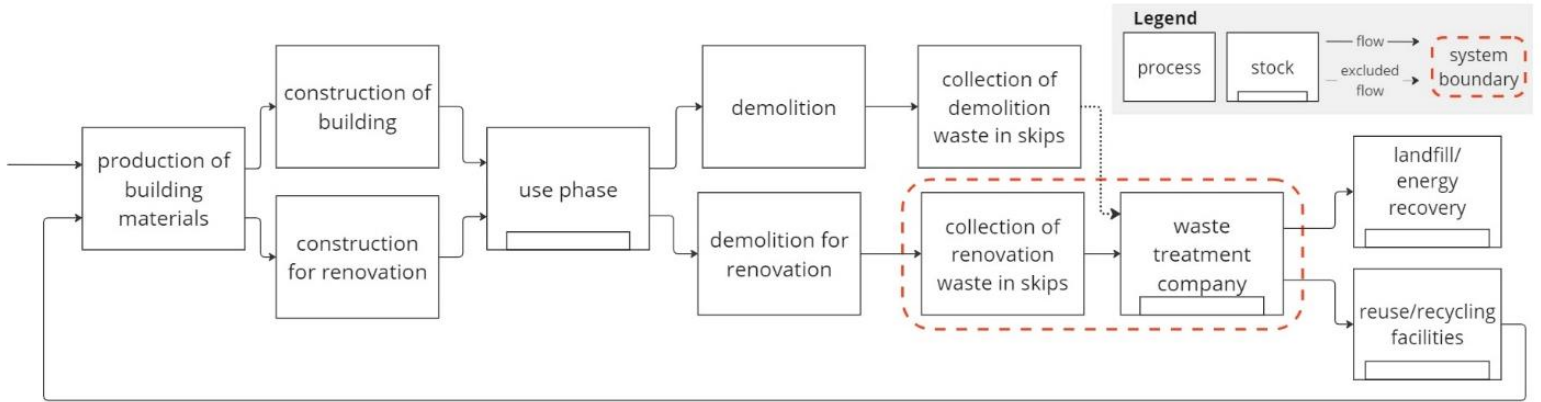 Legend
process
stock
flow
excluded
flow
system
boundary
production of
building
materials
construction of
building
construction
for renovation
use phase
demolition
demolition for
renovation
collection of
demolition
waste in skips
collection of
renovation
waste in skips
waste
treatment
company
landfill/
energy
recovery
reuse/recycling
facilities